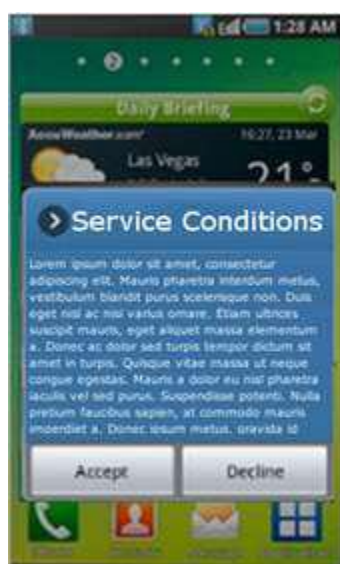 1:28 AM
Daily Briefing
AccuWeather.com
16:27, 23 Mar
Las Vegas
21°
Service Conditions
Lorem ipsum dolor sit amet, consectetur
adipiscing elit. Mauris pharetra interdum metus,
vestibulum blandit purus scelerisque non. Duis
eget nisl ac nisi varius ornare. Etiam ultrices
suscipit mauris, eget aliquet massa elementum
a. Donec ac dolor sed turpis tempor dictum sit
amet in turpis. Quisque vitae massa ut neque
congue egestas. Mauris a dolor eu nisl pharetra
iaculis vel sed purus. Suspendisse potenti. Nulla
pretium faucibus sapien, at commodo mauris
imperdiet a. Donec ipsum metus, gravida id
Accept
Decline